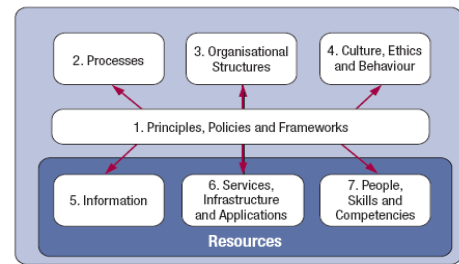 2. Processes
3. Organisational
Structures
4. Culture, Ethics
and Behaviour
1. Principles, Policies and Frameworks
5. Information
6. Services,
Infrastructure
and Applications
7. People,
Skills and
Competencies
Resources